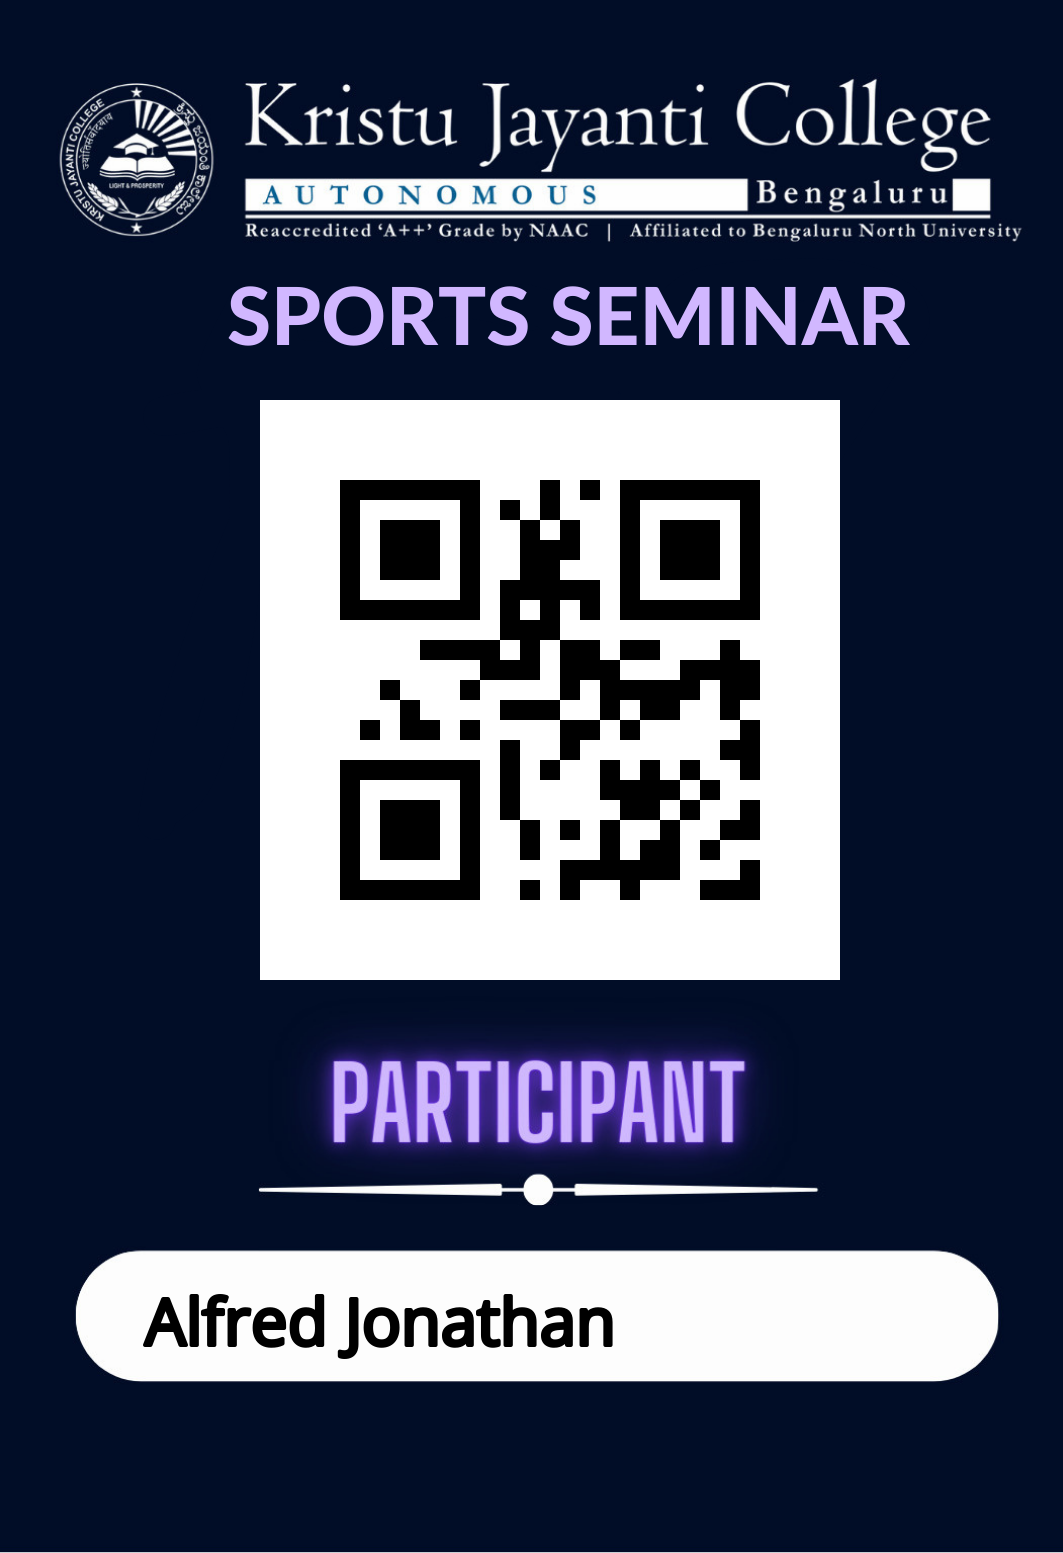 KRISTU JAYANTI COLLEGE
LIGHT & PROSPERITY
Kristu Jayanti College
AUTONOMOUS Bengaluru
Reaccredited ‘A++’ Grade by NAAC | Affiliated to Bengaluru North University
SPORTS SEMINAR
PARTICIPANT
Alfred Jonathan